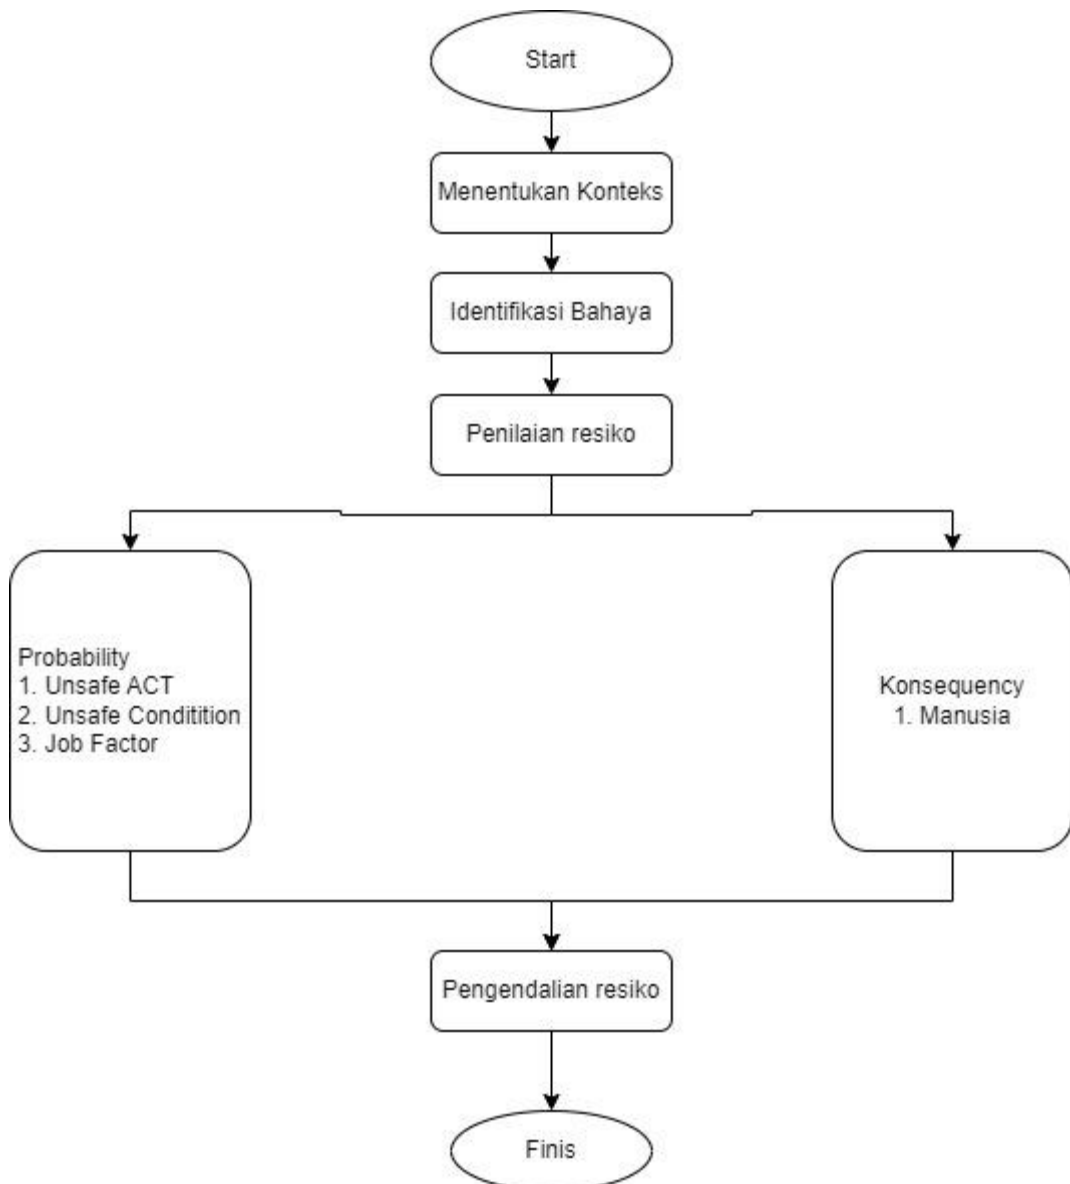 Start
Menentukan Konteks
Identifikasi Bahaya
Penilaian resiko
Probability
1. Unsafe ACT
2. Unsafe Conditition
3. Job Factor
Konsequency
1. Manusia
Pengendalian resiko
Finis